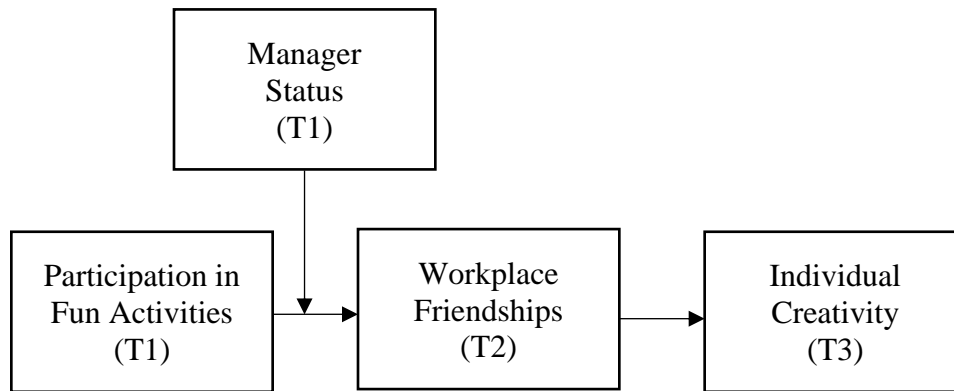 Manager
Status
(T1)
Participation in
Fun Activities
(T1)
Workplace
Friendships
(T2)
Individual
Creativity
(T3)